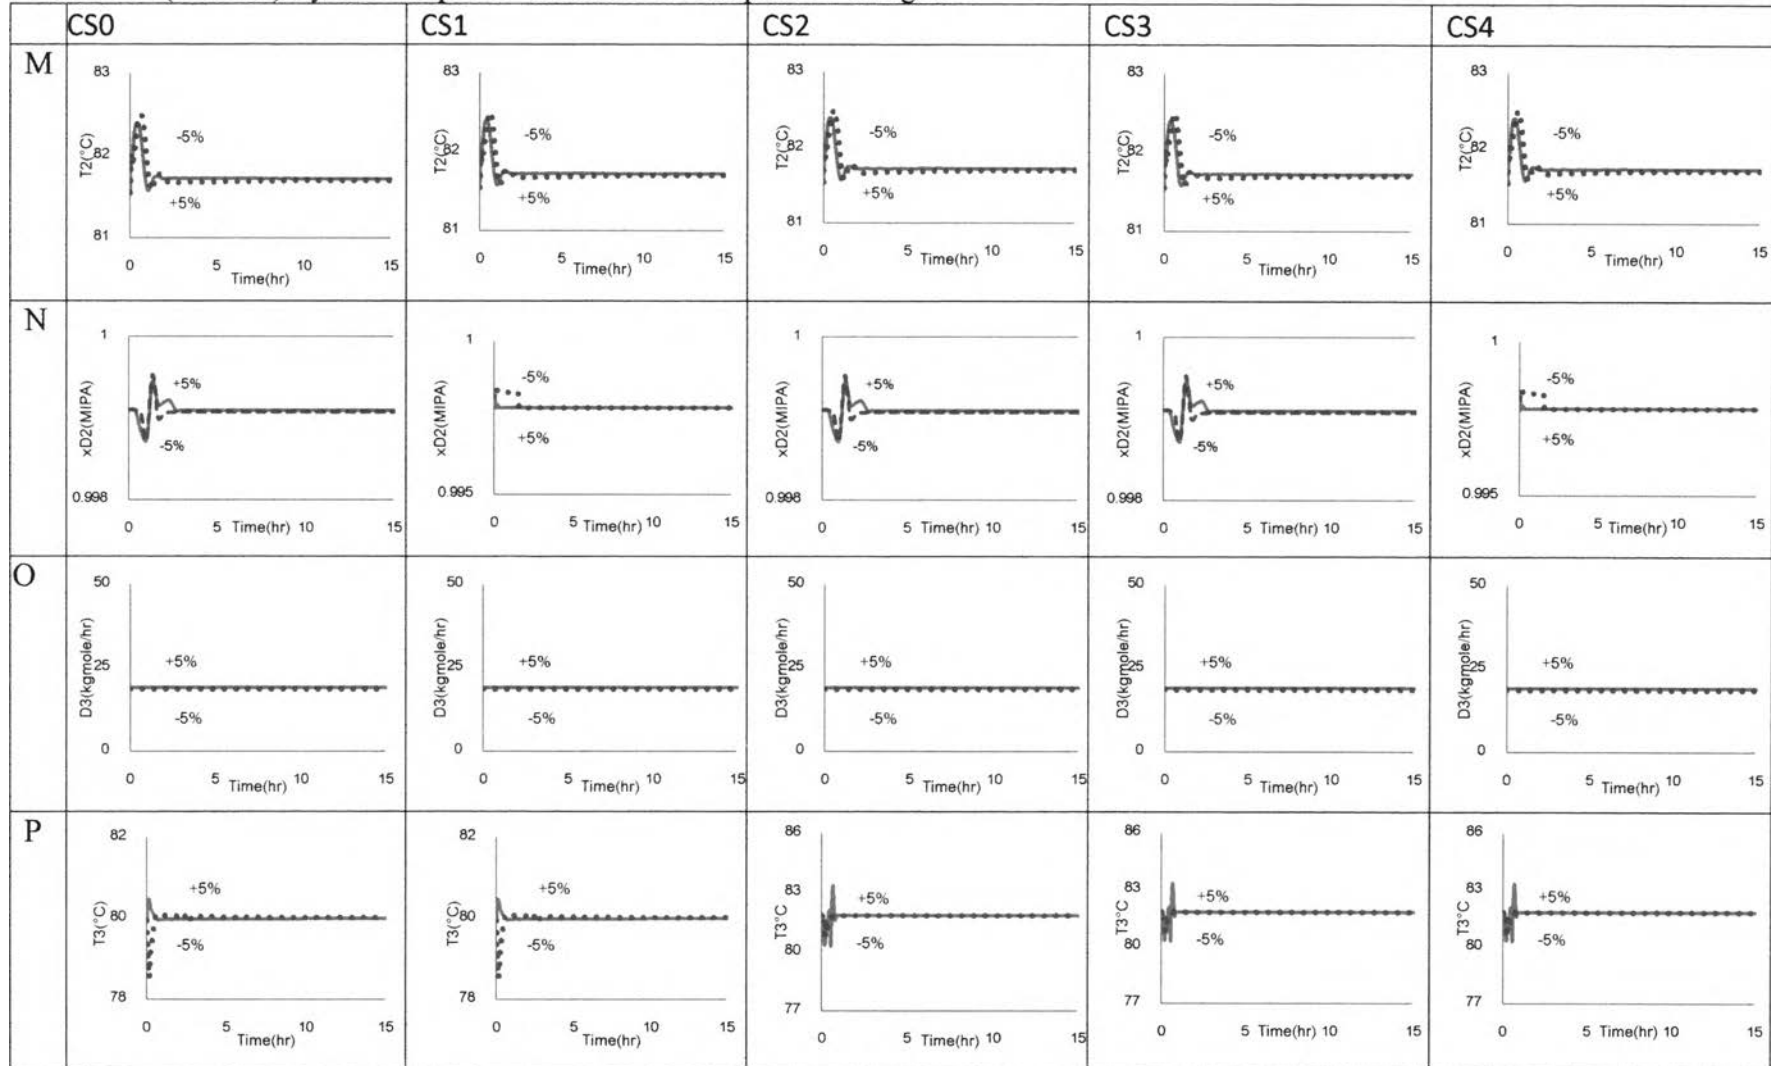 CS0 CS1 CS2 CS3 CS4
M
83 82 81 T2(°C) -5% +5% 0 5 10 15 Time(hr)
83 82 81 T2(°C) -5% +5% 0 5 10 15 Time(hr)
83 82 81 T2(°C) -5% +5% 0 5 10 15 Time(hr)
83 82 81 T2(°C) -5% +5% 0 5 10 15 Time(hr)
83 82 81 T2(°C) -5% +5% 0 5 10 15 Time(hr)
N
1 0.998 xD2(MIPA) +5% -5% 0 5 Time(hr) 10 15
1 0.995 xD2(MIPA) -5% +5% 0 5 Time(hr) 10 15
1 0.998 xD2(MIPA) +5% -5% 0 5 Time(hr) 10 15
1 0.998 xD2(MIPA) +5% -5% 0 5 Time(hr) 10 15
1 0.995 xD2(MIPA) -5% +5% 0 5 Time(hr) 10 15
O
50 25 0 D3(kgmole/hr) +5% -5% 0 5 10 15 Time(hr)
50 25 0 D3(kgmole/hr) +5% -5% 0 5 10 15 Time(hr)
50 25 0 D3(kgmole/hr) +5% -5% 0 5 10 15 Time(hr)
50 25 0 D3(kgmole/hr) +5% -5% 0 5 10 15 Time(hr)
50 25 0 D3(kgmole/hr) +5% -5% 0 5 10 15 Time(hr)
P
82 80 78 T3(°C) +5% -5% 0 5 10 15 Time(hr)
82 80 78 T3(°C) +5% -5% 0 5 10 15 Time(hr)
86 83 80 77 T3°C +5% -5% 0 5 Time(hr) 10 15
86 83 80 77 T3°C +5% -5% 0 5 Time(hr) 10 15
86 83 80 77 T3°C +5% -5% 0 5 Time(hr) 10 15